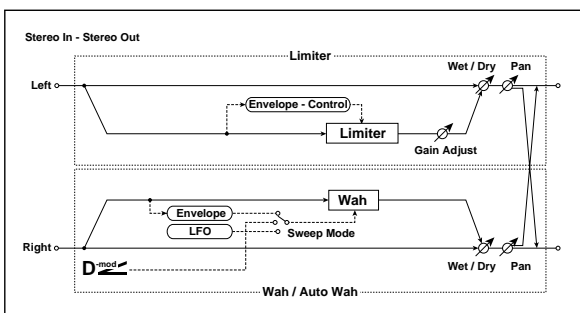 Stereo In - Stereo Out
Limiter
Wet / Dry
Pan
Left
Envelope - Control
Limiter
Gain Adjust
Wah
Envelope
Sweep Mode
LFO
Right
D-mod
Wet / Dry
Pan
Wah / Auto Wah